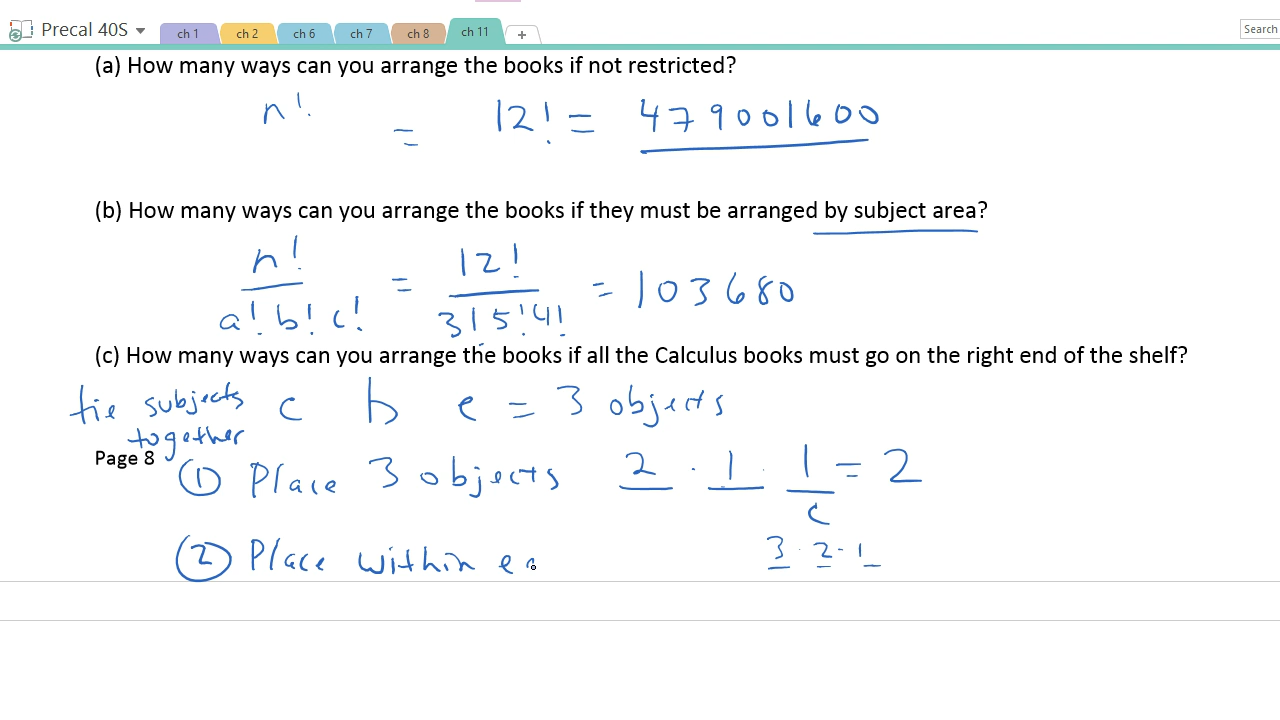 Precal 40S ch 1 ch 2 ch 6 ch 7 ch 8 ch 11 + Search
(a) How many ways can you arrange the books if not restricted?
n! = 12! = 479001600
(b) How many ways can you arrange the books if they must be arranged by subject area?
n! = 12! = 103680
a! b! c! 3! 5! 4!
(c) How many ways can you arrange the books if all the Calculus books must go on the right end of the shelf?
tie subjects c h e = 3 objects
together
Page 8
① Place 3 objects 2 · 1 · 1 = 2
c
3 · 2 · 1
② Place within ea